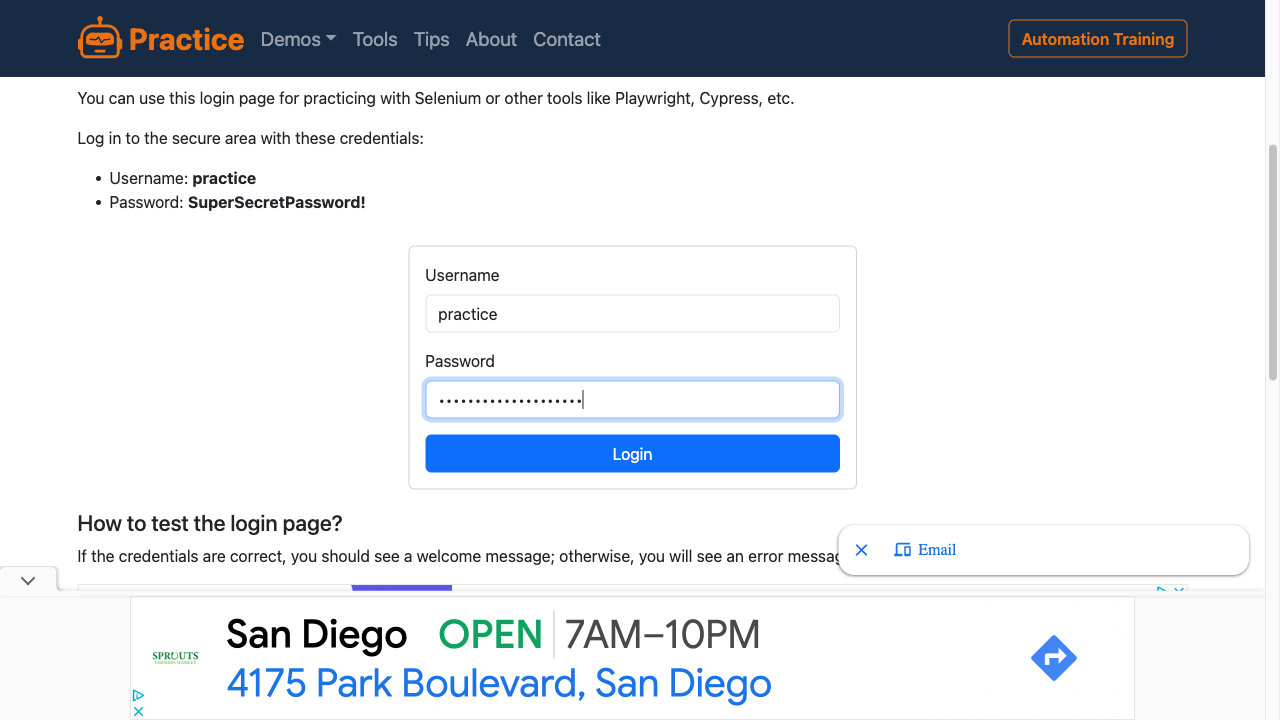 Practice Demos Tools Tips About Contact Automation Training
You can use this login page for practicing with Selenium or other tools like Playwright, Cypress, etc.
Log in to the secure area with these credentials:
• Username: practice
• Password: SuperSecretPassword!
Username
practice
Password
••••••••••••••••••••
Login
How to test the login page?
If the credentials are correct, you should see a welcome message; otherwise, you will see an error
Email
San Diego OPEN 7AM–10PM
SPROUTS
FARMERS MARKET
4175 Park Boulevard, San Diego